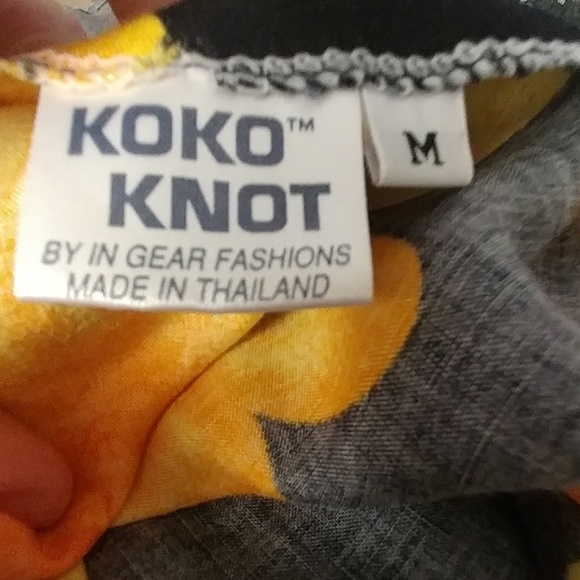 KOKO™
KNOT
BY IN GEAR FASHIONS
MADE IN THAILAND
M